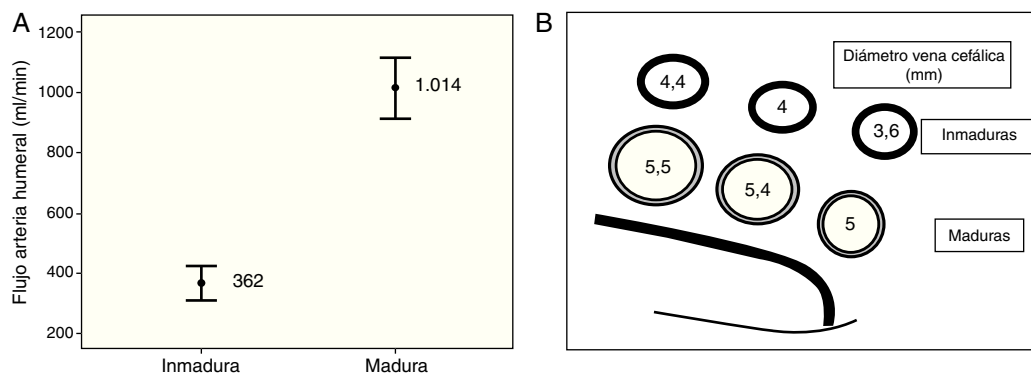 A
Flujo arteria humeral (ml/min)
1200
1000
800
600
400
200
1.014
362
Inmadura
Madura
B
Diámetro vena cefálica
(mm)
4,4
4
3,6
Inmaduras
5,5
5,4
5
Maduras